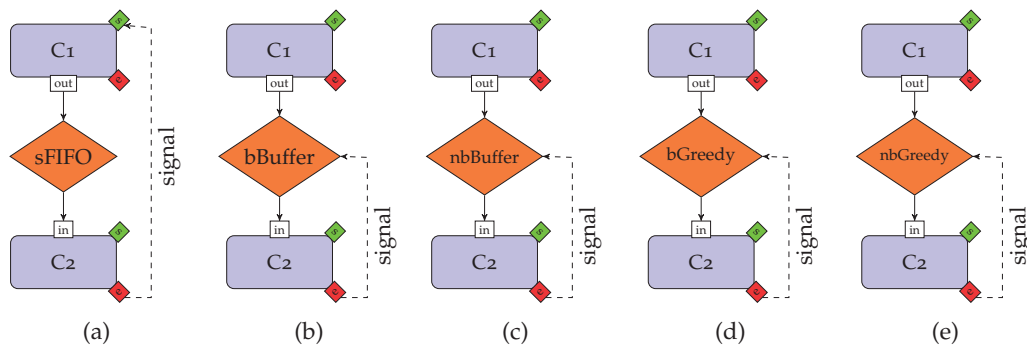 C1 s e out sFIFO in C2 s e signal (a)
C1 s e out bBuffer in C2 s e signal (b)
C1 s e out nbBuffer in C2 s e signal (c)
C1 s e out bGreedy in C2 s e signal (d)
C1 s e out nbGreedy in C2 s e signal (e)